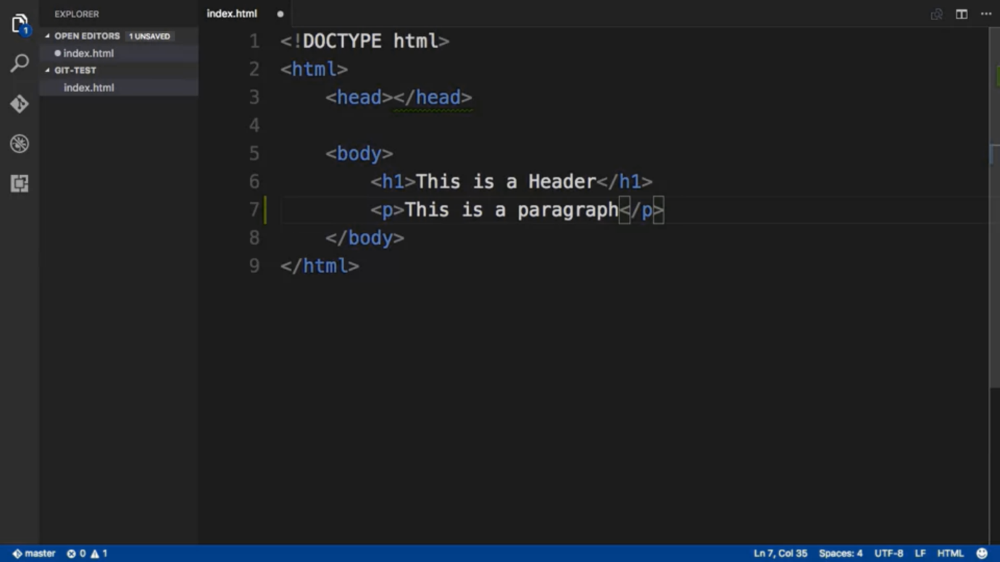 EXPLORER
index.html
OPEN EDITORS 1 UNSAVED
index.html
GIT-TEST
index.html
1
1 <!DOCTYPE html>
2 <html>
3 <head></head>
4
5 <body>
6 <h1>This is a Header</h1>
7 <p>This is a paragraph</p>
8 </body>
9 </html>
master 0 1 Ln 7, Col 35 Spaces: 4 UTF-8 LF HTML